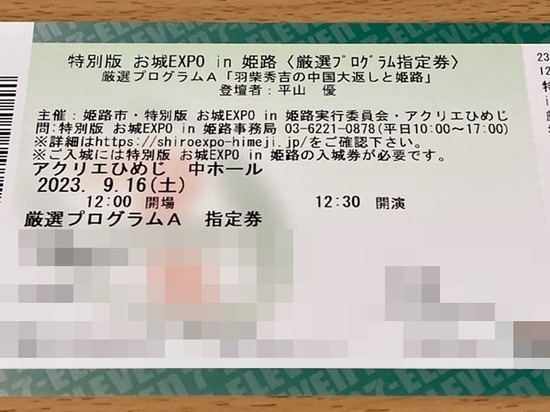 特別版 お城EXPO in 姫路〈厳選ﾌﾟﾛｸﾞﾗﾑ指定券〉
厳選プログラムA「羽柴秀吉の中国大返しと姫路」
登壇者：平山 優
主催：姫路市・特別版 お城EXPO in 姫路実行委員会・アクリエひめじ
問：特別版 お城EXPO in 姫路事務局 03-6221-0878(平日10:00〜17:00)
※詳細はhttps://shiroexpo-himeji.jp/をご確認下さい。
※ご入城には特別版 お城EXPO in 姫路の入城券が必要です。
アクリエひめじ 中ホール
2023. 9.16(土)
12:00 開場 12:30 開演
厳選プログラムA 指定券
7-ELEVEN